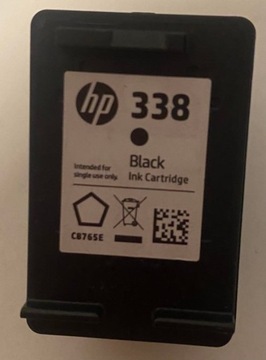 hp 338
Black
Ink Cartridge
Intended for
single use only.
C8765E